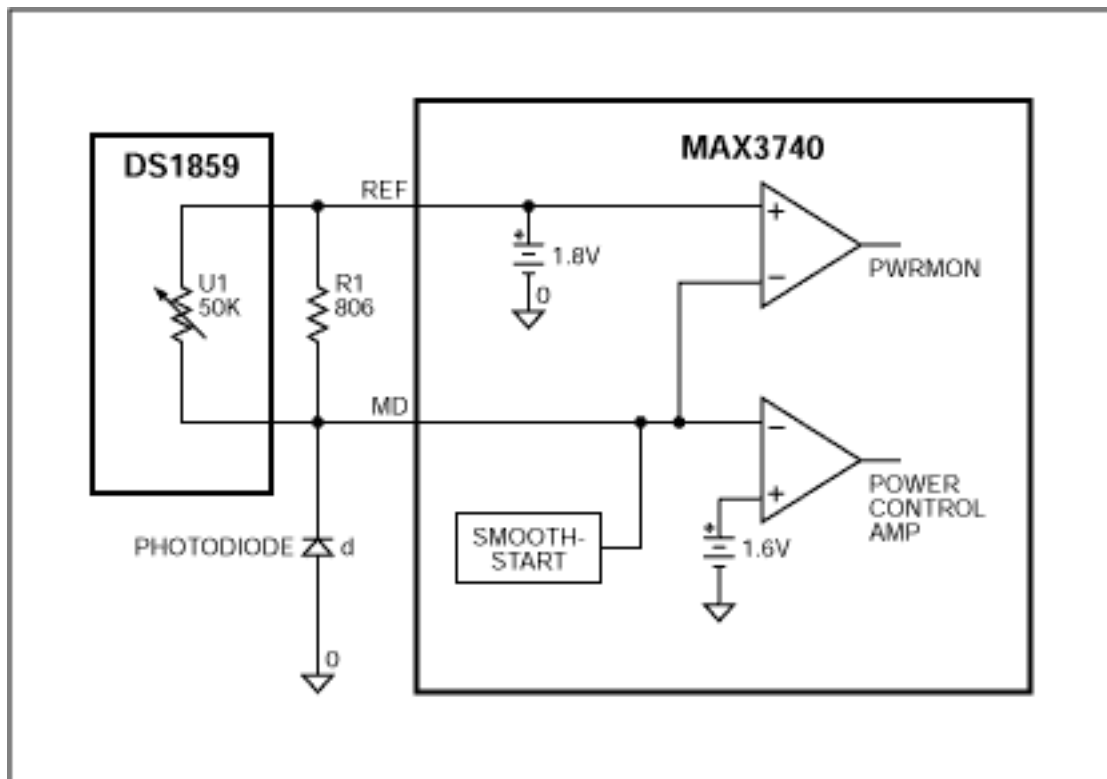 MAX3740
DS1859
REF
+
1.8V
0
−
PWRMON
U1
50K
R1
806
MD
−
+
POWER
CONTROL
AMP
SMOOTH-
START
1.6V
PHOTODIODE
d
0